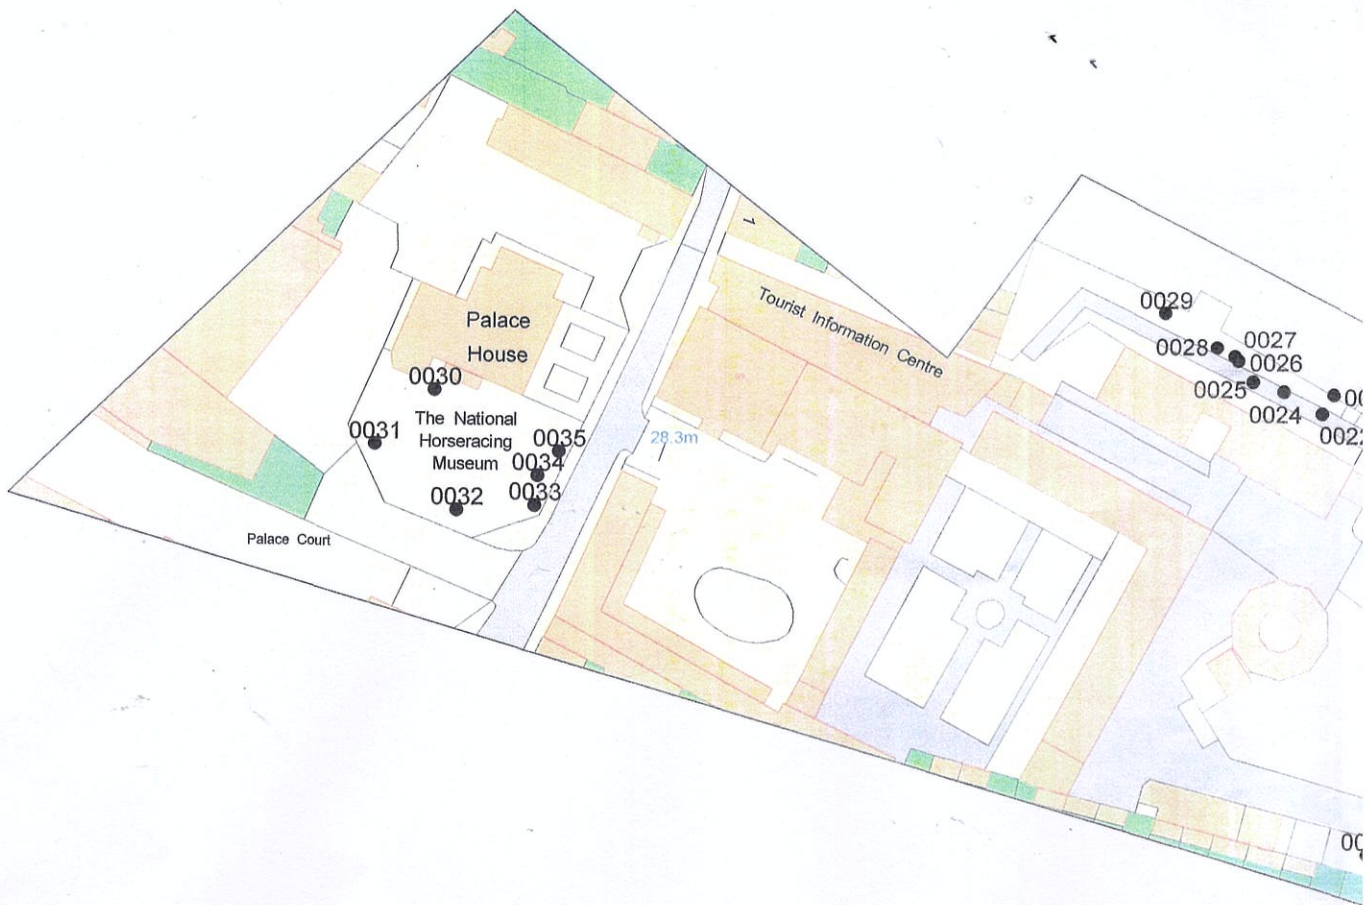 1
Tourist Information Centre
0029
0027
0028
0026
0025
0024
Palace
House
0030
The National
Horseracing
Museum
0031
0035
0034
0033
0032
28.3m
Palace Court